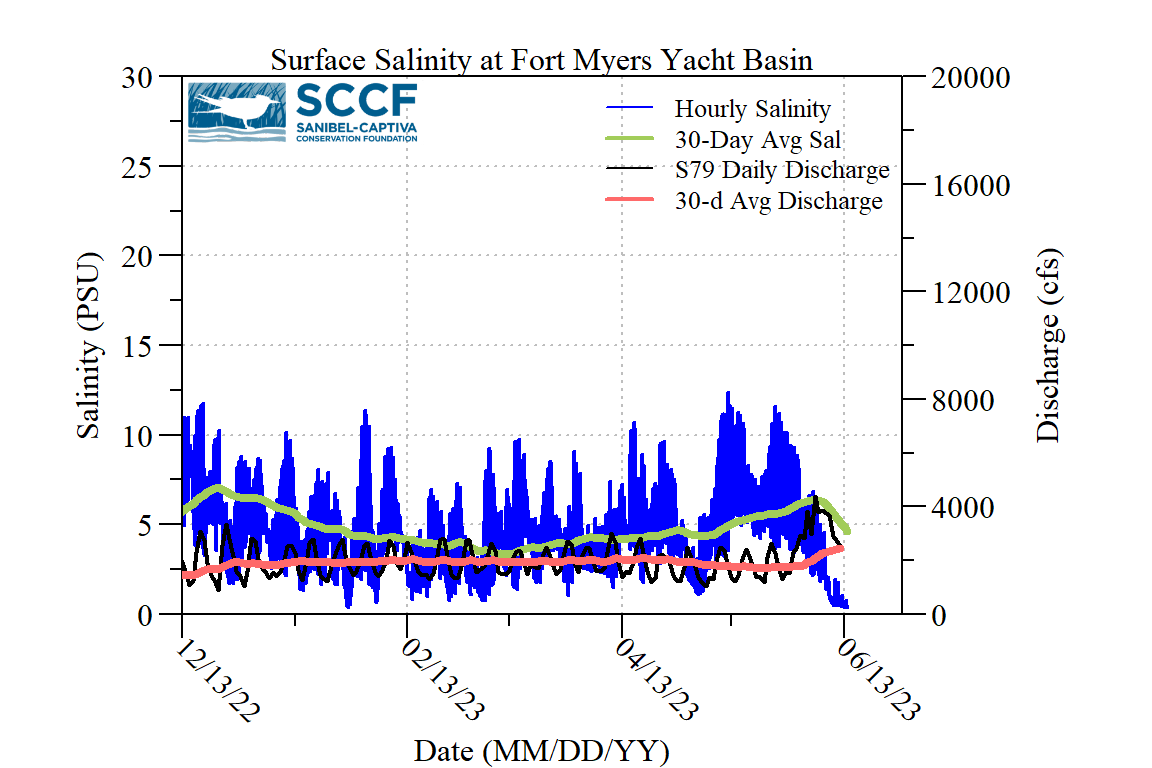 Surface Salinity at Fort Myers Yacht Basin
SCCF
SANIBEL-CAPTIVA
CONSERVATION FOUNDATION
Hourly Salinity
30-Day Avg Sal
S79 Daily Discharge
30-d Avg Discharge
30
25
20
15
10
5
0
Salinity (PSU)
20000
16000
12000
8000
4000
0
Discharge (cfs)
12/13/22
02/13/23
04/13/23
06/13/23
Date (MM/DD/YY)